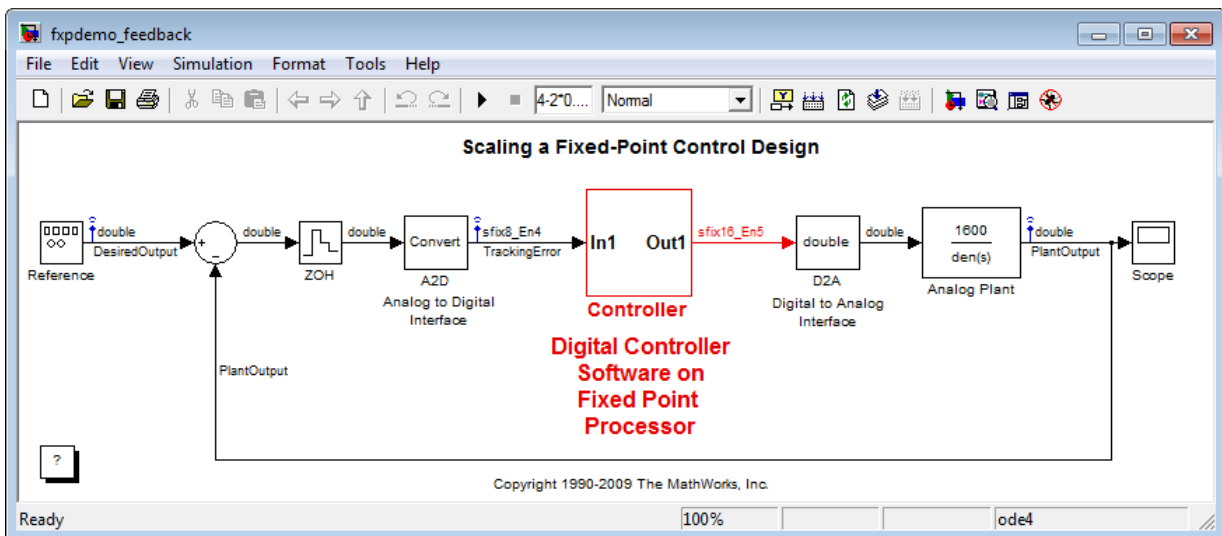 fxpdemo_feedback
File Edit View Simulation Format Tools Help
4-2*0.... Normal
Scaling a Fixed-Point Control Design
double
DesiredOutput
Reference
+
−
double
ZOH
double
Convert
A2D
Analog to Digital
Interface
sfix8_En4
TrackingError
In1 Out1
Controller
Digital Controller
Software on
Fixed Point
Processor
sfix16_En5
double
D2A
Digital to Analog
Interface
double
1600
den(s)
Analog Plant
double
PlantOutput
Scope
PlantOutput
?
Copyright 1990-2009 The MathWorks, Inc.
Ready 100% ode4